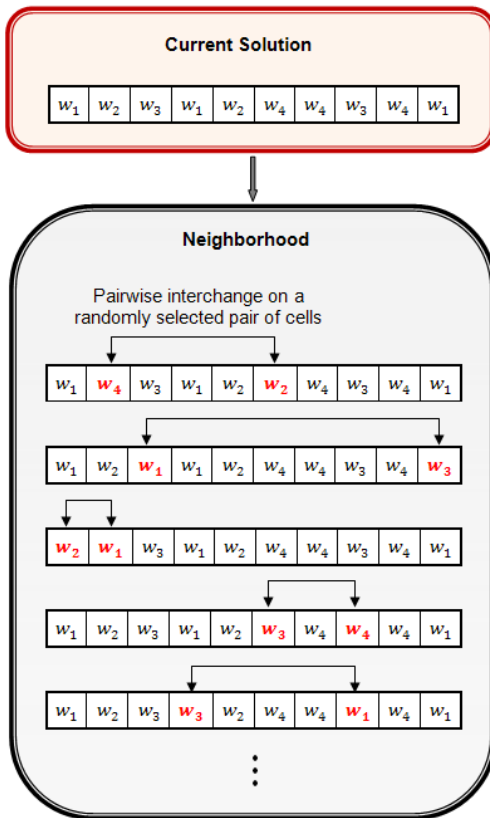 Current Solution
w₁ w₂ w₃ w₁ w₂ w₄ w₄ w₃ w₄ w₁
Neighborhood
Pairwise interchange on a
randomly selected pair of cells
w₁ w₄ w₃ w₁ w₂ w₂ w₄ w₃ w₄ w₁
w₁ w₂ w₁ w₁ w₂ w₄ w₄ w₃ w₄ w₃
w₂ w₁ w₃ w₁ w₂ w₄ w₄ w₃ w₄ w₁
w₁ w₂ w₃ w₁ w₂ w₃ w₄ w₄ w₄ w₁
w₁ w₂ w₃ w₃ w₂ w₄ w₄ w₁ w₄ w₁
⋮